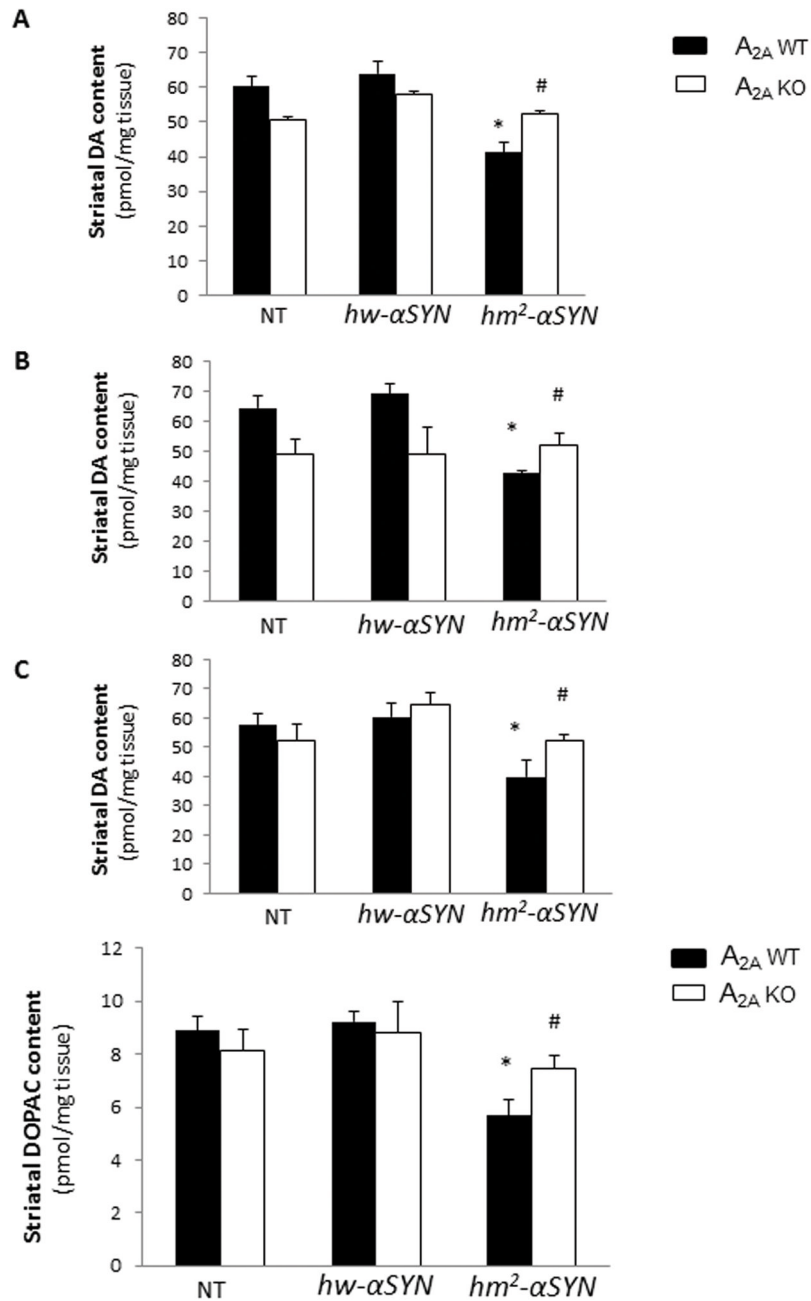 A
Striatal DA content
(pmol/mg tissue)
80
70
60
50
40
30
20
10
0
*
#
NT
hw-αSYN
hm²-αSYN
A₂A WT
A₂A KO
B
Striatal DA content
(pmol/mg tissue)
80
70
60
50
40
30
20
10
0
*
#
NT
hw-αSYN
hm²-αSYN
C
Striatal DA content
(pmol/mg tissue)
80
70
60
50
40
30
20
10
0
*
#
NT
hw-αSYN
hm²-αSYN
Striatal DOPAC content
(pmol/mg tissue)
12
10
8
6
4
2
0
*
#
NT
hw-αSYN
hm²-αSYN
A₂A WT
A₂A KO